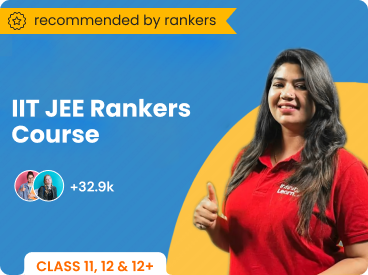 recommended by rankers
IIT JEE Rankers
Course
+32.9k
CLASS 11, 12 & 12+